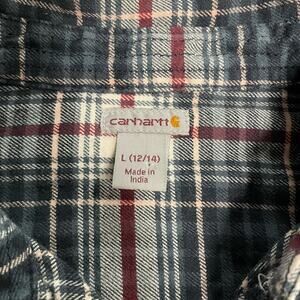 carhartt
L (12/14)
Made in
India